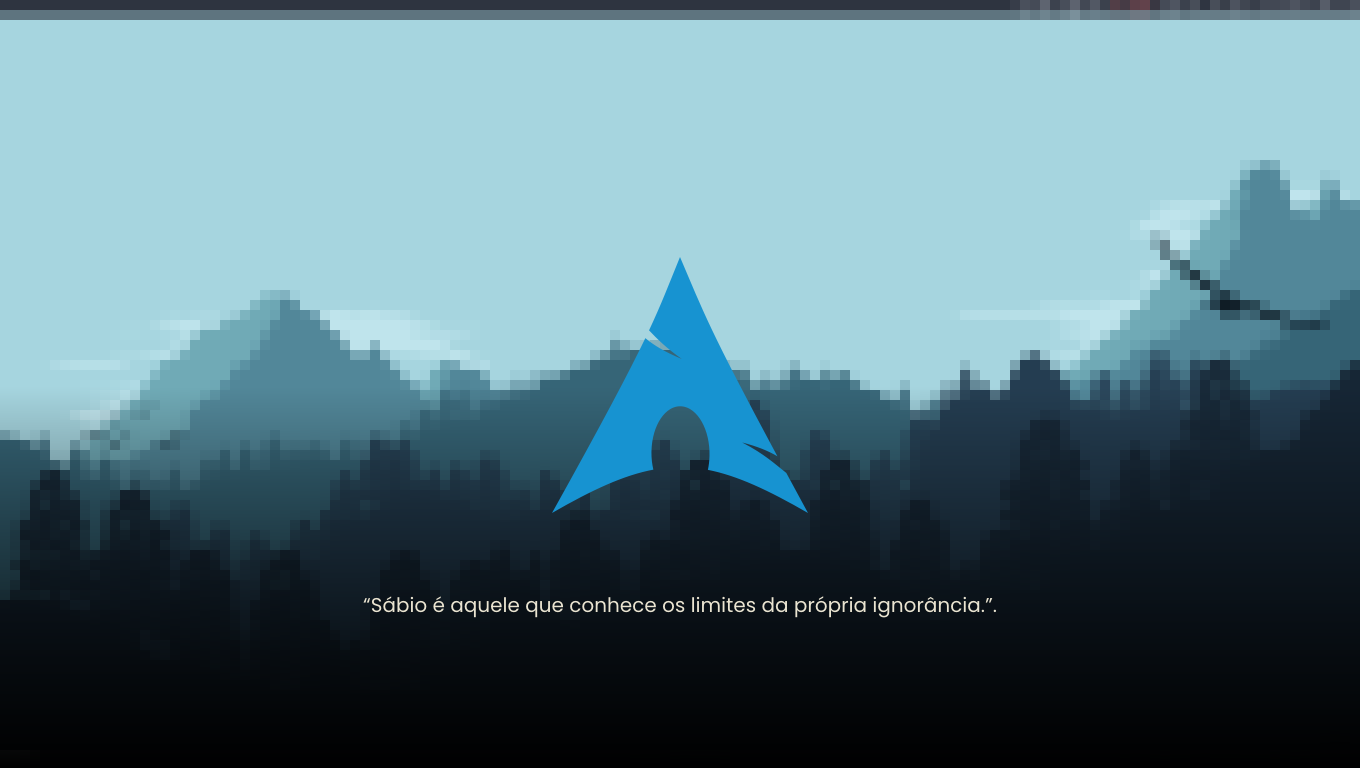 “Sábio é aquele que conhece os limites da própria ignorância.”.